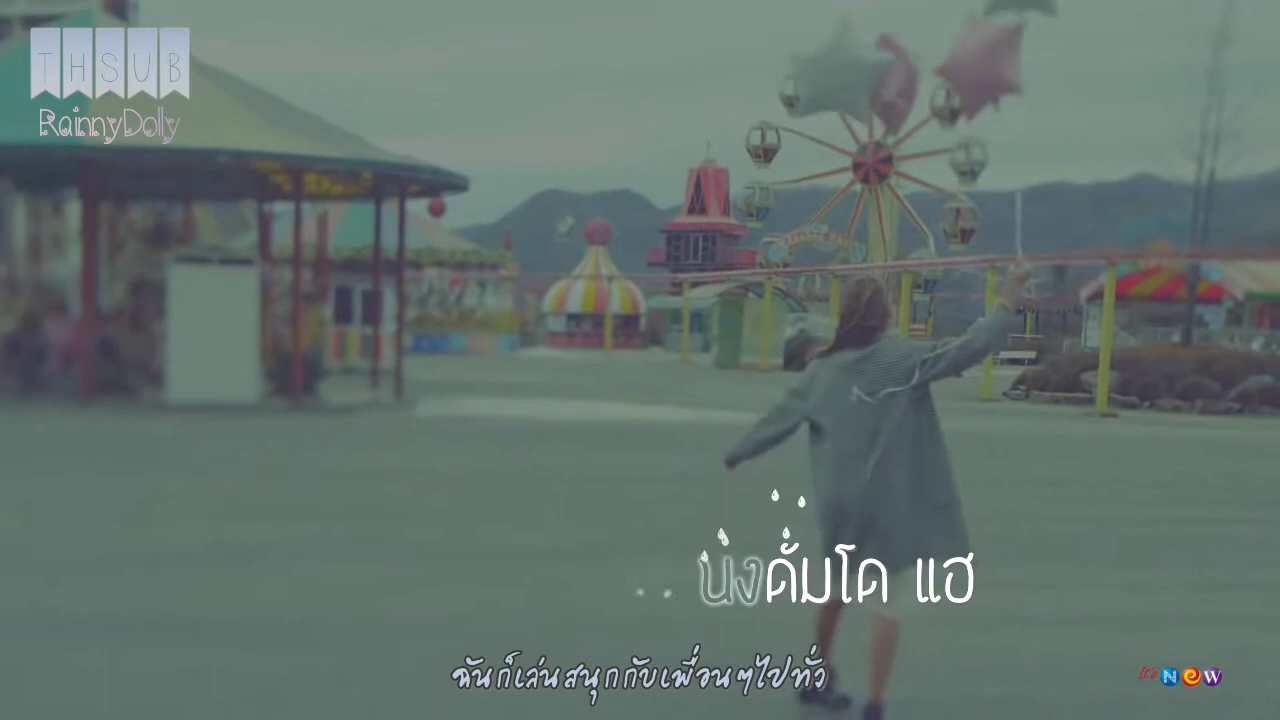 THSUB
RainnyDolly
นงดั่มโด แฮ
ฉันก็เล่นสนุกกับเพื่อนๆไปทั่ว
It's NEW